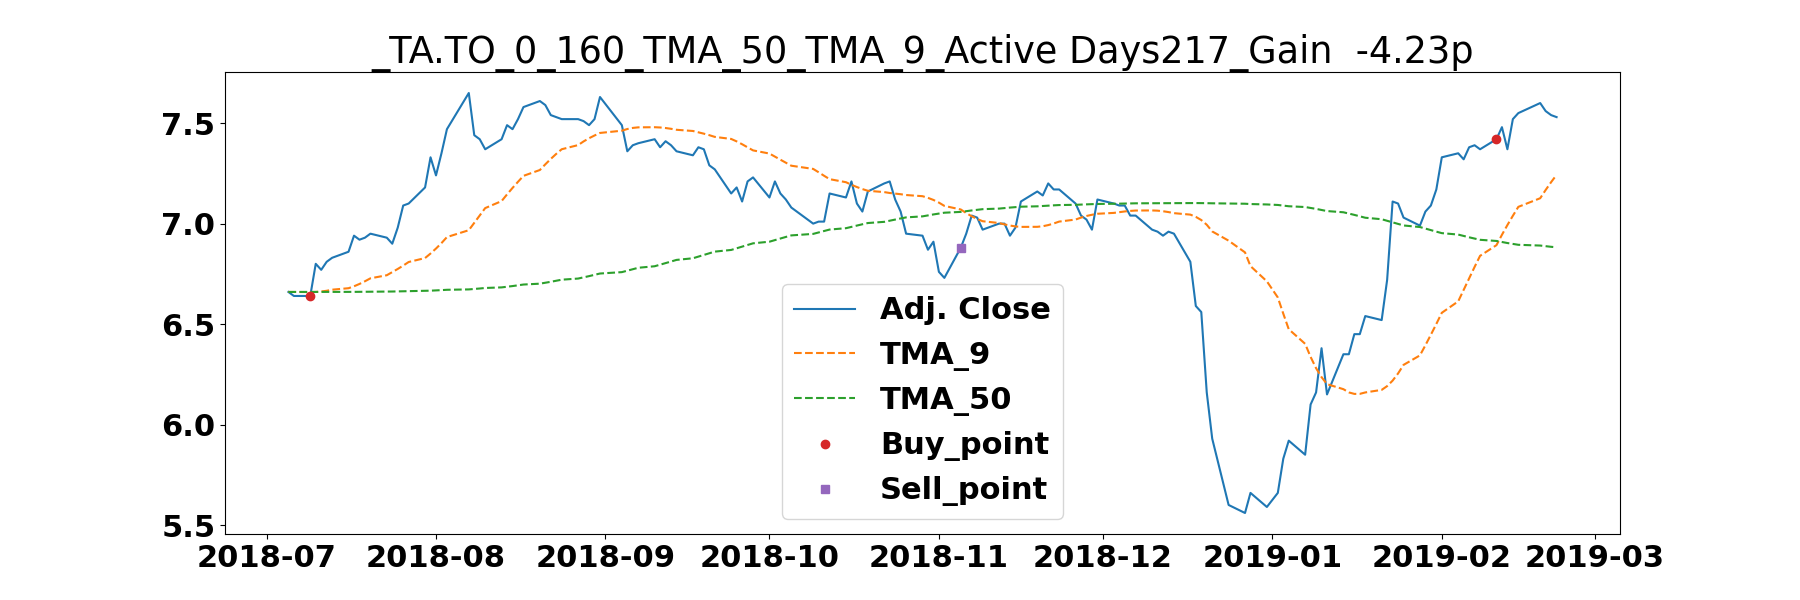 _TA.TO_0_160_TMA_50_TMA_9_Active Days217_Gain  -4.23p
7.5
7.0
6.5
6.0
5.5
Adj. Close
TMA_9
TMA_50
Buy_point
Sell_point
2018-07 2018-08 2018-09 2018-10 2018-11 2018-12 2019-01 2019-02 2019-03